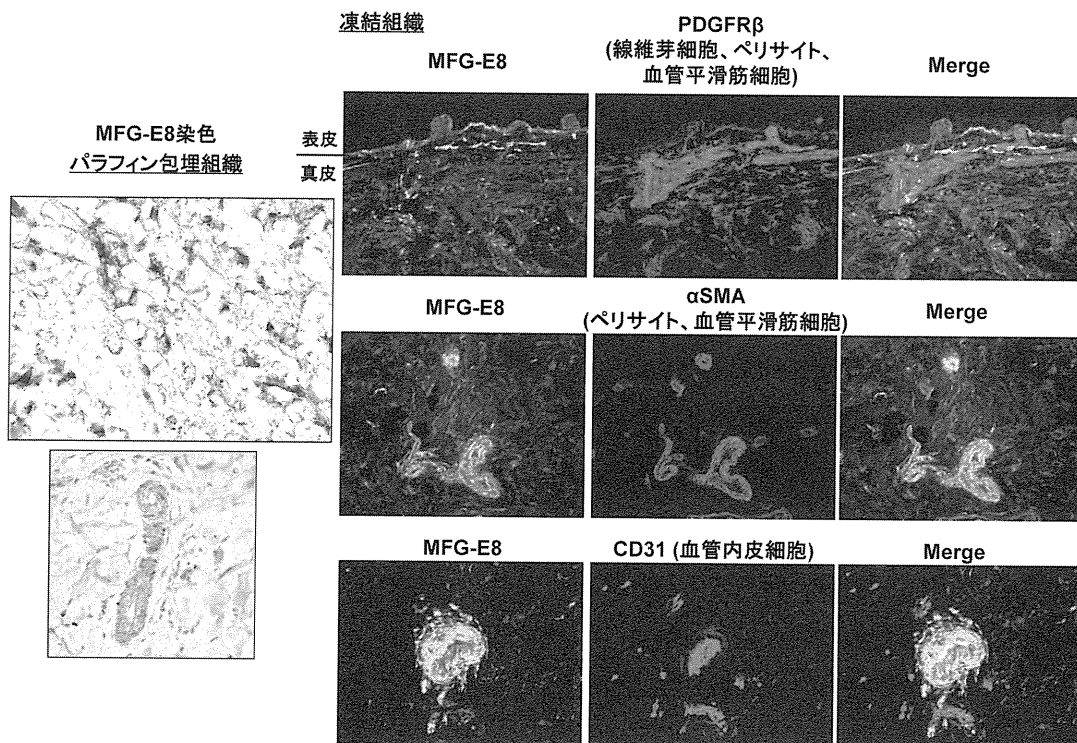 凍結組織
MFG-E8
PDGFRβ
(線維芽細胞、ペリサイト、
血管平滑筋細胞)
Merge
MFG-E8染色
パラフィン包埋組織
表皮
真皮
MFG-E8
αSMA
(ペリサイト、血管平滑筋細胞)
Merge
MFG-E8
CD31 (血管内皮細胞)
Merge